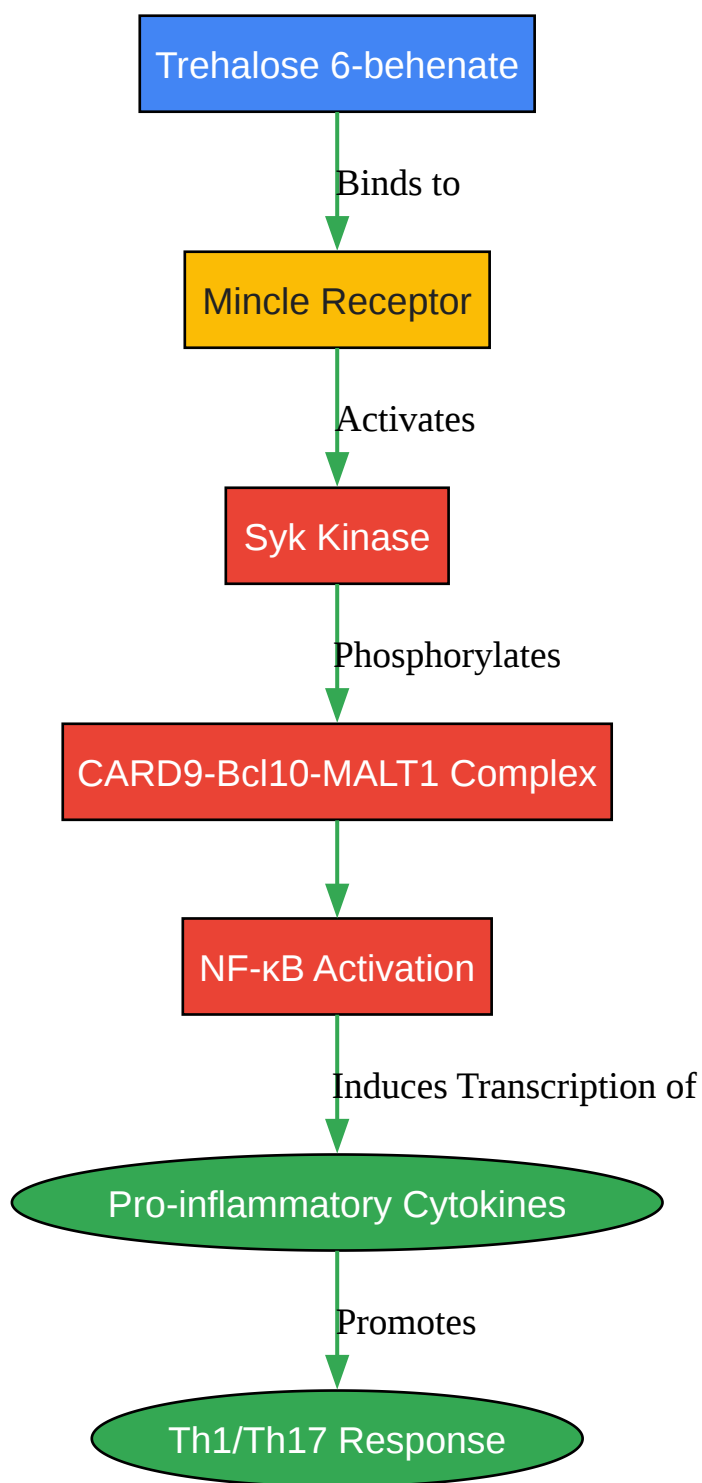 Trehalose 6-behenate
Binds to
Mincle Receptor
Activates
Syk Kinase
Phosphorylates
CARD9-Bcl10-MALT1 Complex
NF-κB Activation
Induces Transcription of
Pro-inflammatory Cytokines
Promotes
Th1/Th17 Response